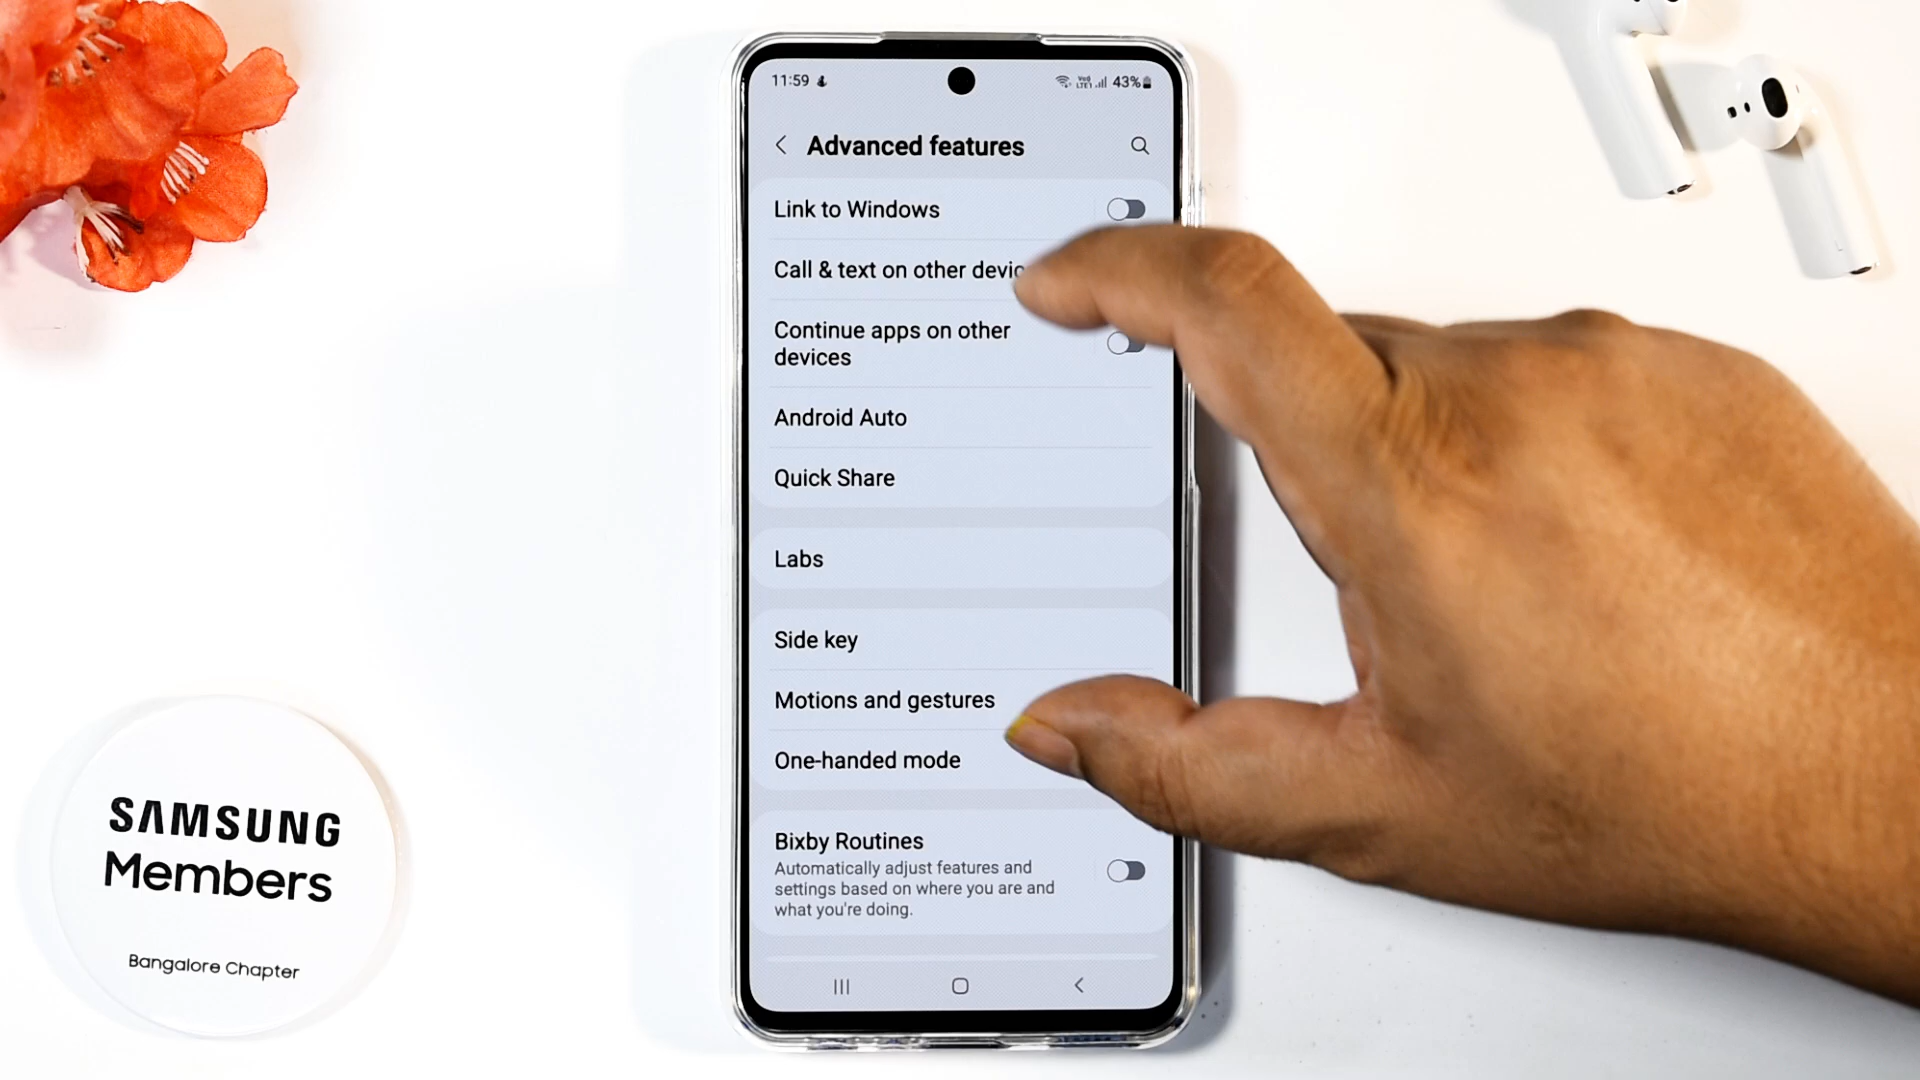 11:59
43%
Advanced features
Link to Windows
Call & text on other devic
Continue apps on other
devices
Android Auto
Quick Share
Labs
Side key
Motions and gestures
One-handed mode
Bixby Routines
Automatically adjust features and
settings based on where you are and
what you're doing.
SAMSUNG
Members
Bangalore Chapter